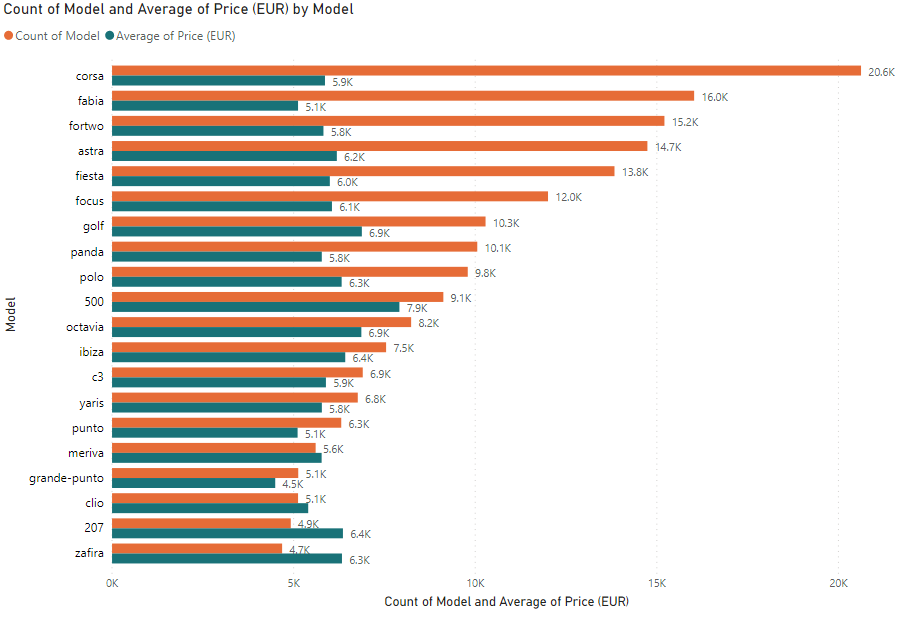 Count of Model and Average of Price (EUR) by Model
Count of Model Average of Price (EUR)
corsa 20.6K
5.9K
fabia 16.0K
5.1K
fortwo 15.2K
5.8K
astra 14.7K
6.2K
fiesta 13.8K
6.0K
focus 12.0K
6.1K
golf 10.3K
6.9K
panda 10.1K
5.8K
polo 9.8K
6.3K
500 9.1K
7.9K
octavia 8.2K
6.9K
ibiza 7.5K
6.4K
c3 6.9K
5.9K
yaris 6.8K
5.8K
punto 6.3K
5.1K
meriva 5.6K
grande-punto 5.1K
4.5K
clio 5.1K
207 4.9K
6.4K
zafira 4.7K
6.3K
Model
0K 5K 10K 15K 20K
Count of Model and Average of Price (EUR)